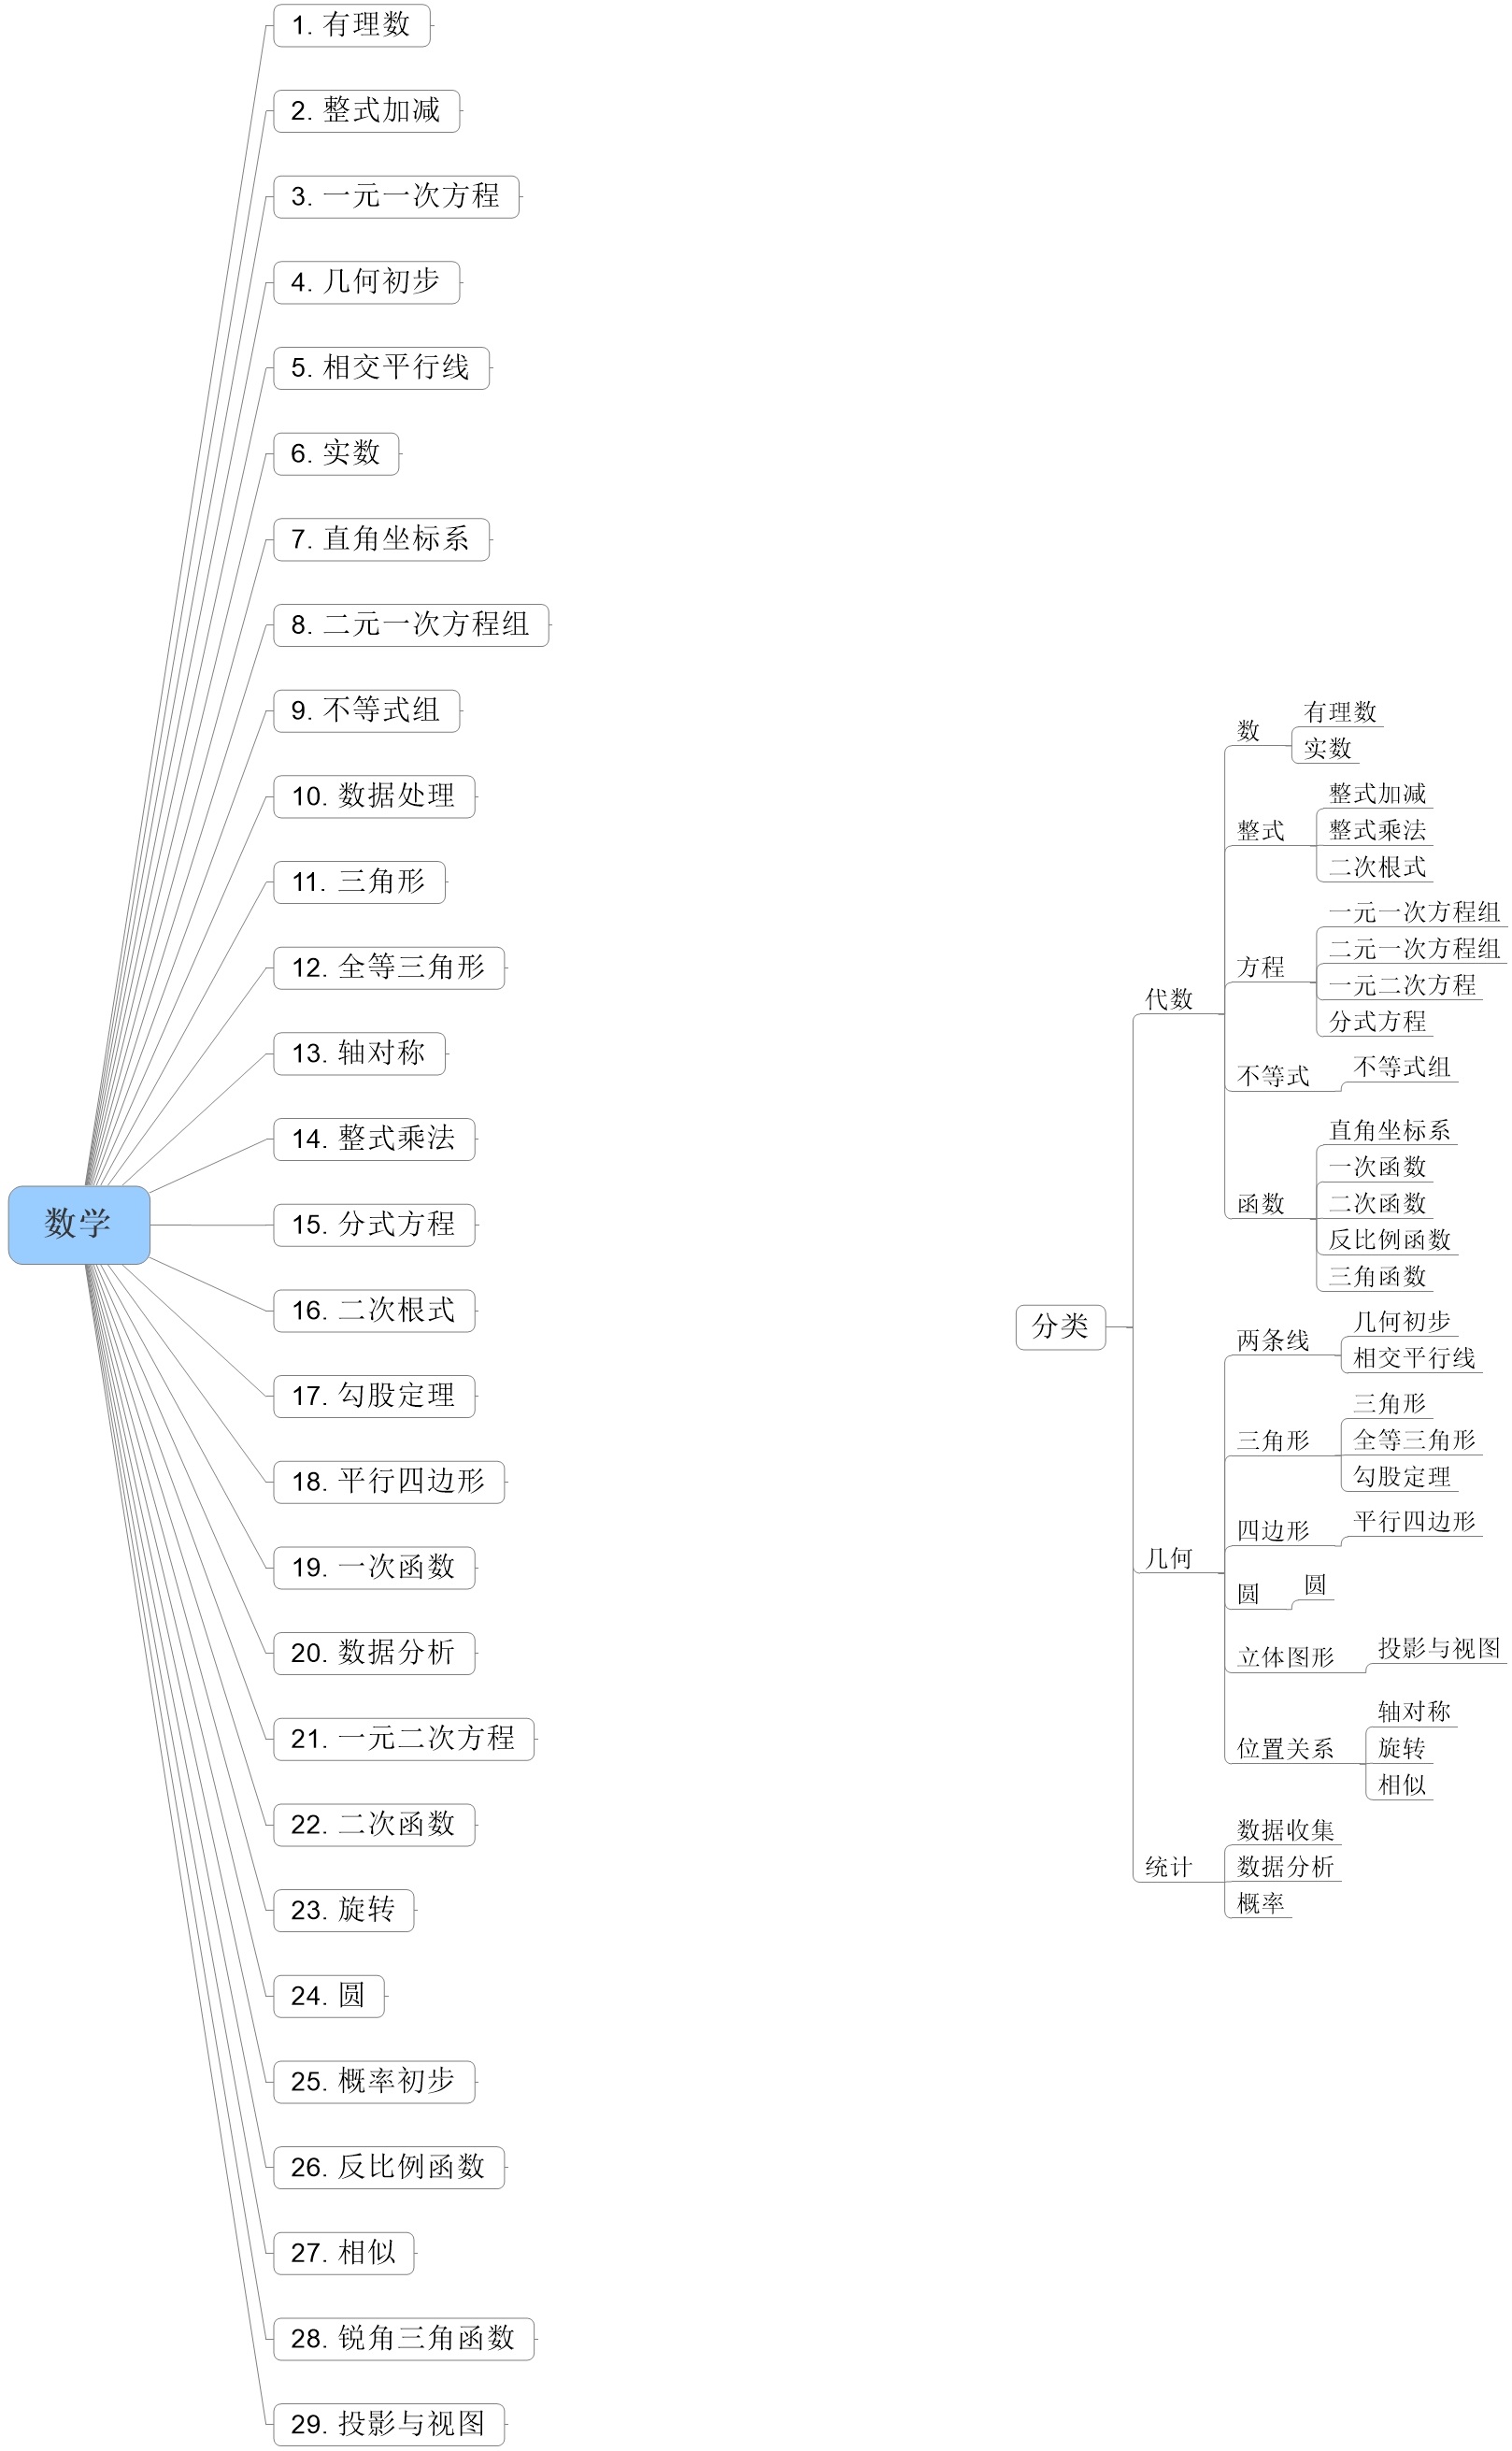 数学
1. 有理数
2. 整式加减
3. 一元一次方程
4. 几何初步
5. 相交平行线
6. 实数
7. 直角坐标系
8. 二元一次方程组
9. 不等式组
10. 数据处理
11. 三角形
12. 全等三角形
13. 轴对称
14. 整式乘法
15. 分式方程
16. 二次根式
17. 勾股定理
18. 平行四边形
19. 一次函数
20. 数据分析
21. 一元二次方程
22. 二次函数
23. 旋转
24. 圆
25. 概率初步
26. 反比例函数
27. 相似
28. 锐角三角函数
29. 投影与视图
分类
代数
数
有理数
实数
整式
整式加减
整式乘法
二次根式
方程
一元一次方程组
二元一次方程组
一元二次方程
分式方程
不等式
不等式组
函数
直角坐标系
一次函数
二次函数
反比例函数
三角函数
几何
两条线
几何初步
相交平行线
三角形
三角形
全等三角形
勾股定理
四边形
平行四边形
圆
圆
立体图形
投影与视图
位置关系
轴对称
旋转
相似
统计
数据收集
数据分析
概率